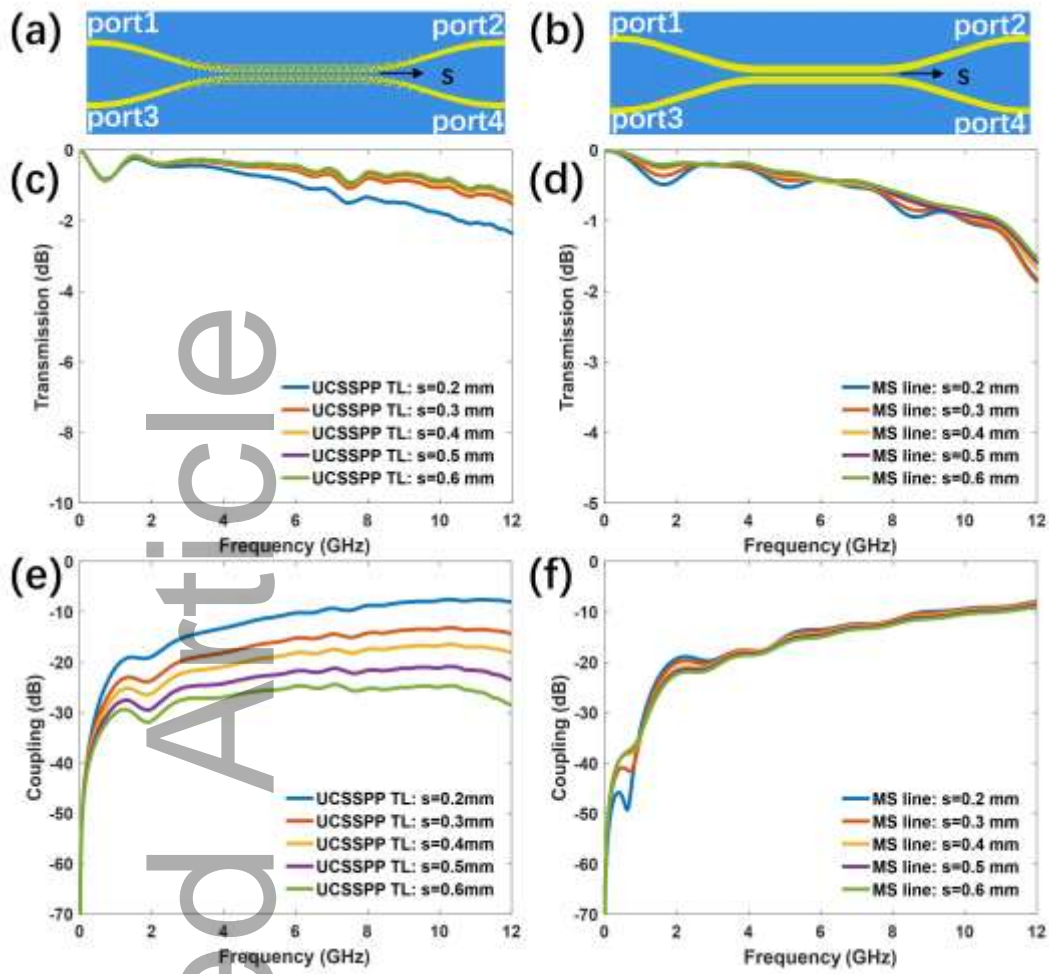 (a)
port1
port2
S
port3
port4
(b)
port1
port2
S
port3
port4
(c)
0
-2
-4
-6
-8
-10
Transmission (dB)
UCSSPP TL: s=0.2 mm
UCSSPP TL: s=0.3 mm
UCSSPP TL: s=0.4 mm
UCSSPP TL: s=0.5 mm
UCSSPP TL: s=0.6 mm
0 2 4 6 8 10 12
Frequency (GHz)
(d)
0
-1
-2
-3
-4
-5
Transmission (dB)
MS line: s=0.2 mm
MS line: s=0.3 mm
MS line: s=0.4 mm
MS line: s=0.5 mm
MS line: s=0.6 mm
0 2 4 6 8 10 12
Frequency (GHz)
(e)
0
-10
-20
-30
-40
-50
-60
-70
Coupling (dB)
UCSSPP TL: s=0.2mm
UCSSPP TL: s=0.3mm
UCSSPP TL: s=0.4mm
UCSSPP TL: s=0.5mm
UCSSPP TL: s=0.6mm
0 2 4 6 8 10 12
Frequency (GHz)
(f)
0
-10
-20
-30
-40
-50
-60
-70
Coupling (dB)
MS line: s=0.2 mm
MS line: s=0.3 mm
MS line: s=0.4 mm
MS line: s=0.5 mm
MS line: s=0.6 mm
0 2 4 6 8 10 12
Frequency (GHz)
Article